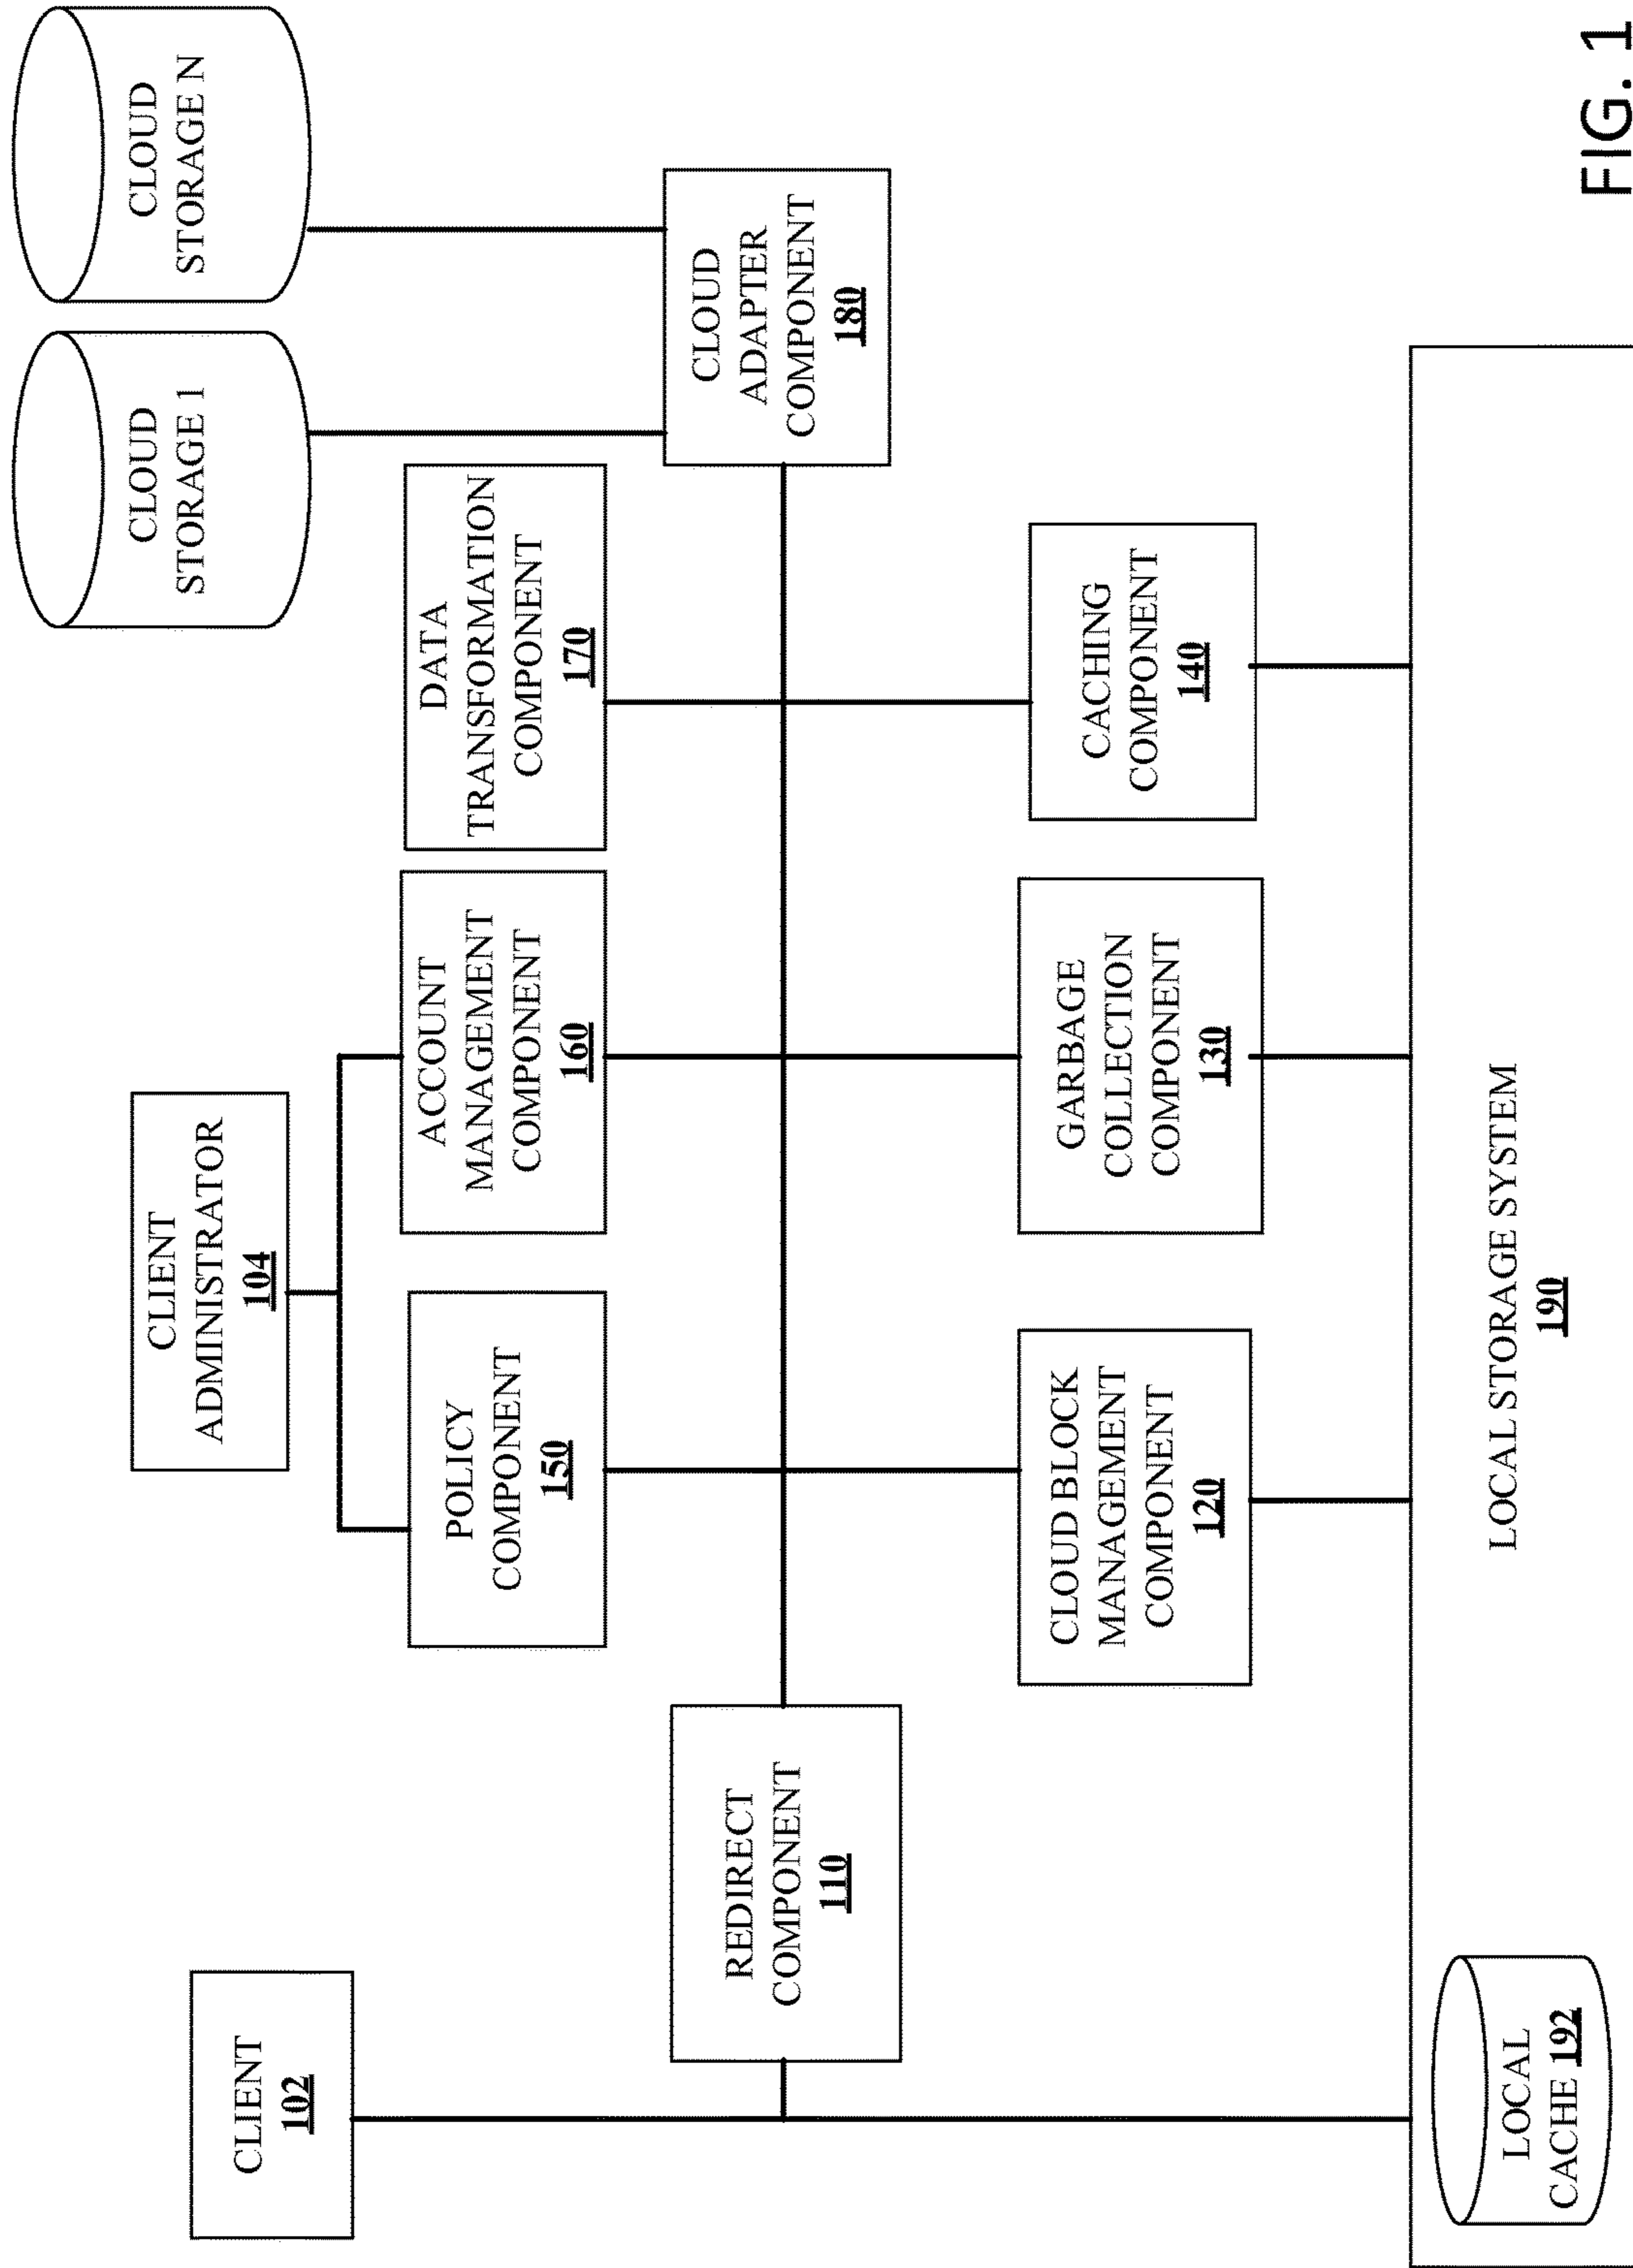 CLOUD
STORAGE 1
CLOUD
STORAGE N
CLIENT
ADMINISTRATOR
104
CLIENT
102
POLICY
COMPONENT
150
ACCOUNT
MANAGEMENT
COMPONENT
160
DATA
TRANSFORMATION
COMPONENT
170
REDIRECT
COMPONENT
110
CLOUD
ADAPTER
COMPONENT
180
CLOUD BLOCK
MANAGEMENT
COMPONENT
120
GARBAGE
COLLECTION
COMPONENT
130
CACHING
COMPONENT
140
LOCAL
CACHE 192
LOCAL STORAGE SYSTEM
190
FIG. 1